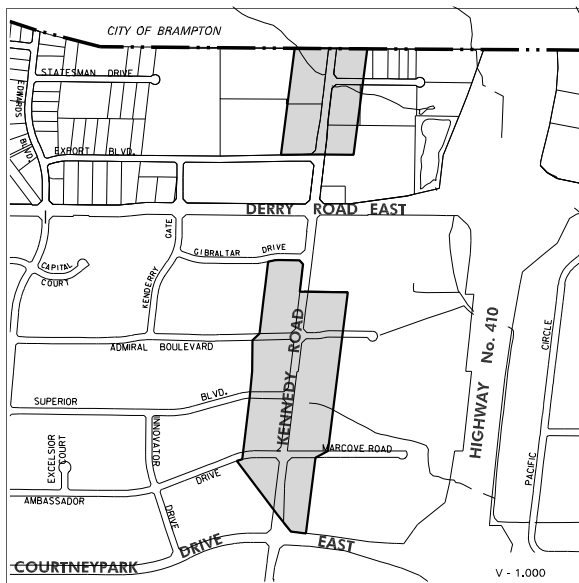 CITY OF BRAMPTON
STATESMAN DRIVE
EDWARDS BLVD.
EXPORT BLVD.
DERRY ROAD EAST
GATE
KENDERRY
GIBRALTAR DRIVE
CAPITAL
COURT
ADMIRAL BOULEVARD
KENNEDY ROAD
HIGHWAY No. 410
CIRCLE
PACIFIC
SUPERIOR BLVD.
INNOVATOR
DRIVE
EXCELSIOR
COURT
MARCOVE ROAD
AMBASSADOR DRIVE
COURTNEYPARK DRIVE EAST
V - 1.000